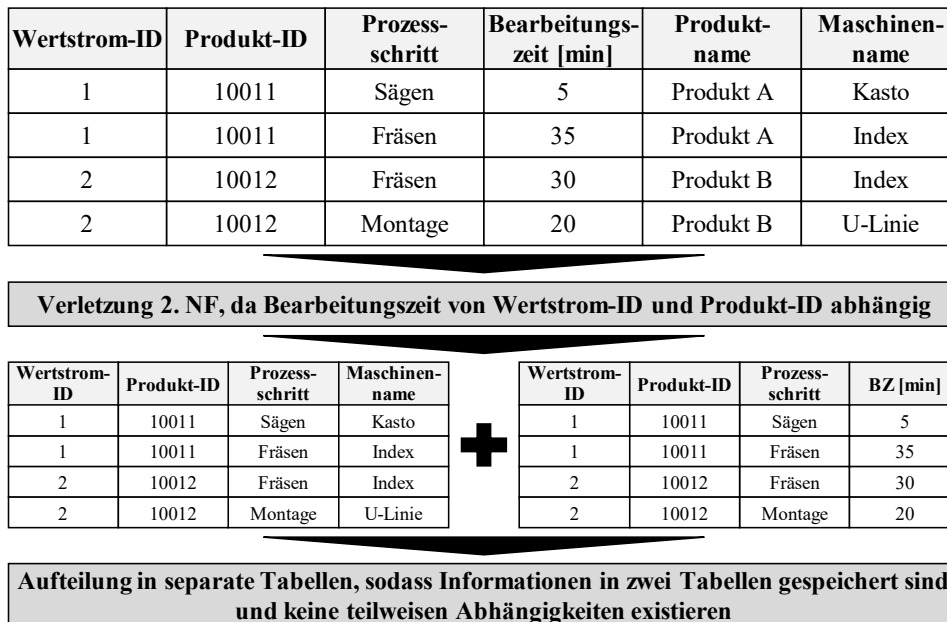 Wertstrom-ID Produkt-ID Prozess-schritt Bearbeitungs-zeit [min] Produkt-name Maschinen-name
1 10011 Sägen 5 Produkt A Kasto
1 10011 Fräsen 35 Produkt A Index
2 10012 Fräsen 30 Produkt B Index
2 10012 Montage 20 Produkt B U-Linie
Verletzung 2. NF, da Bearbeitungszeit von Wertstrom-ID und Produkt-ID abhängig
Wertstrom-ID Produkt-ID Prozess-schritt Maschinen-name
1 10011 Sägen Kasto
1 10011 Fräsen Index
2 10012 Fräsen Index
2 10012 Montage U-Linie
Wertstrom-ID Produkt-ID Prozess-schritt BZ [min]
1 10011 Sägen 5
1 10011 Fräsen 35
2 10012 Fräsen 30
2 10012 Montage 20
Aufteilung in separate Tabellen, sodass Informationen in zwei Tabellen gespeichert sind
und keine teilweisen Abhängigkeiten existieren